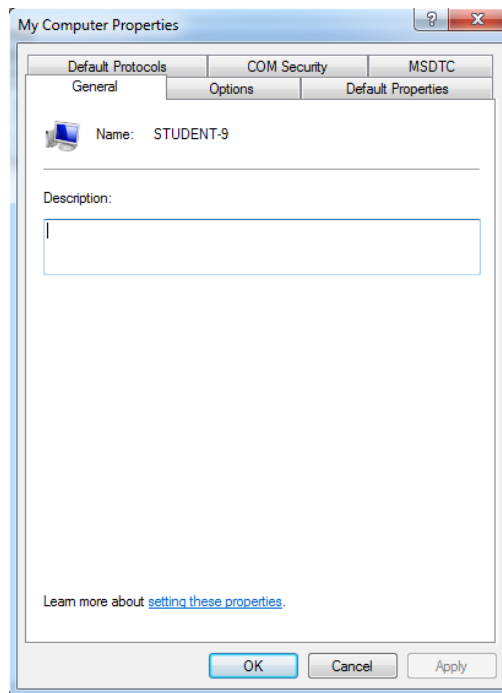 My Computer Properties
?
X
Default Protocols
COM Security
MSDTC
General
Options
Default Properties
Name: STUDENT-9
Description:
Learn more about setting these properties.
OK
Cancel
Apply